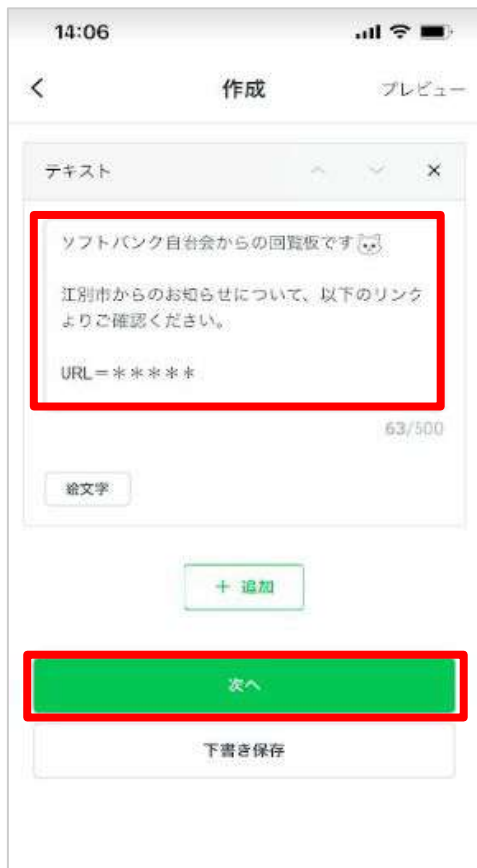 14:06
作成
プレビュー
テキスト
ソフトバンク自治会からの回覧板です
江別市からのお知らせについて、以下のリンク
よりご確認ください。
URL=*****
63/500
絵文字
+ 追加
次へ
下書き保存